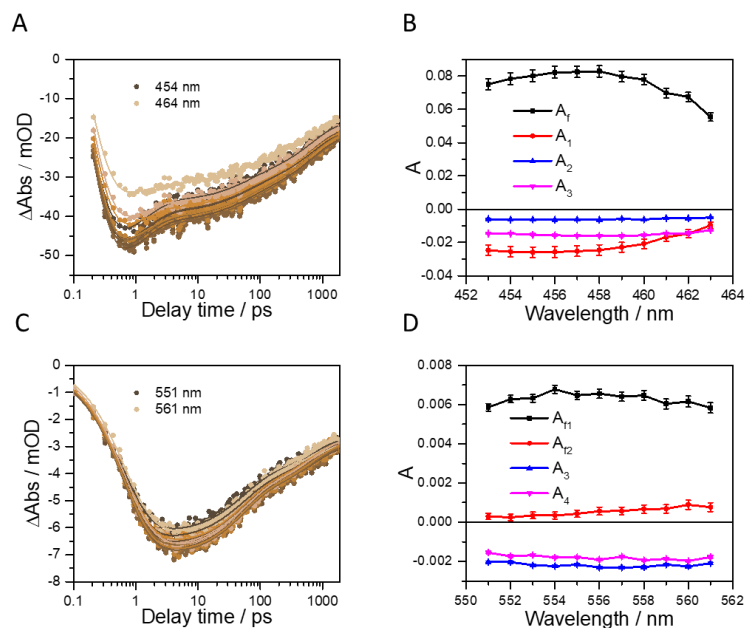 A
0
-10
-20
-30
-40
-50
ΔAbs / mOD
454 nm
464 nm
0.1 1 10 100 1000
Delay time / ps
B
0.08
0.04
0.00
-0.02
-0.04
A
Af
A1
A2
A3
452 454 456 458 460 462 464
Wavelength / nm
C
0
-1
-2
-3
-4
-5
-6
-7
-8
ΔAbs / mOD
551 nm
561 nm
0.1 1 10 100 1000
Delay time / ps
D
0.008
0.006
0.004
0.002
0.000
-0.002
A
Af1
Af2
A3
A4
550 552 554 556 558 560 562
Wavelength / nm